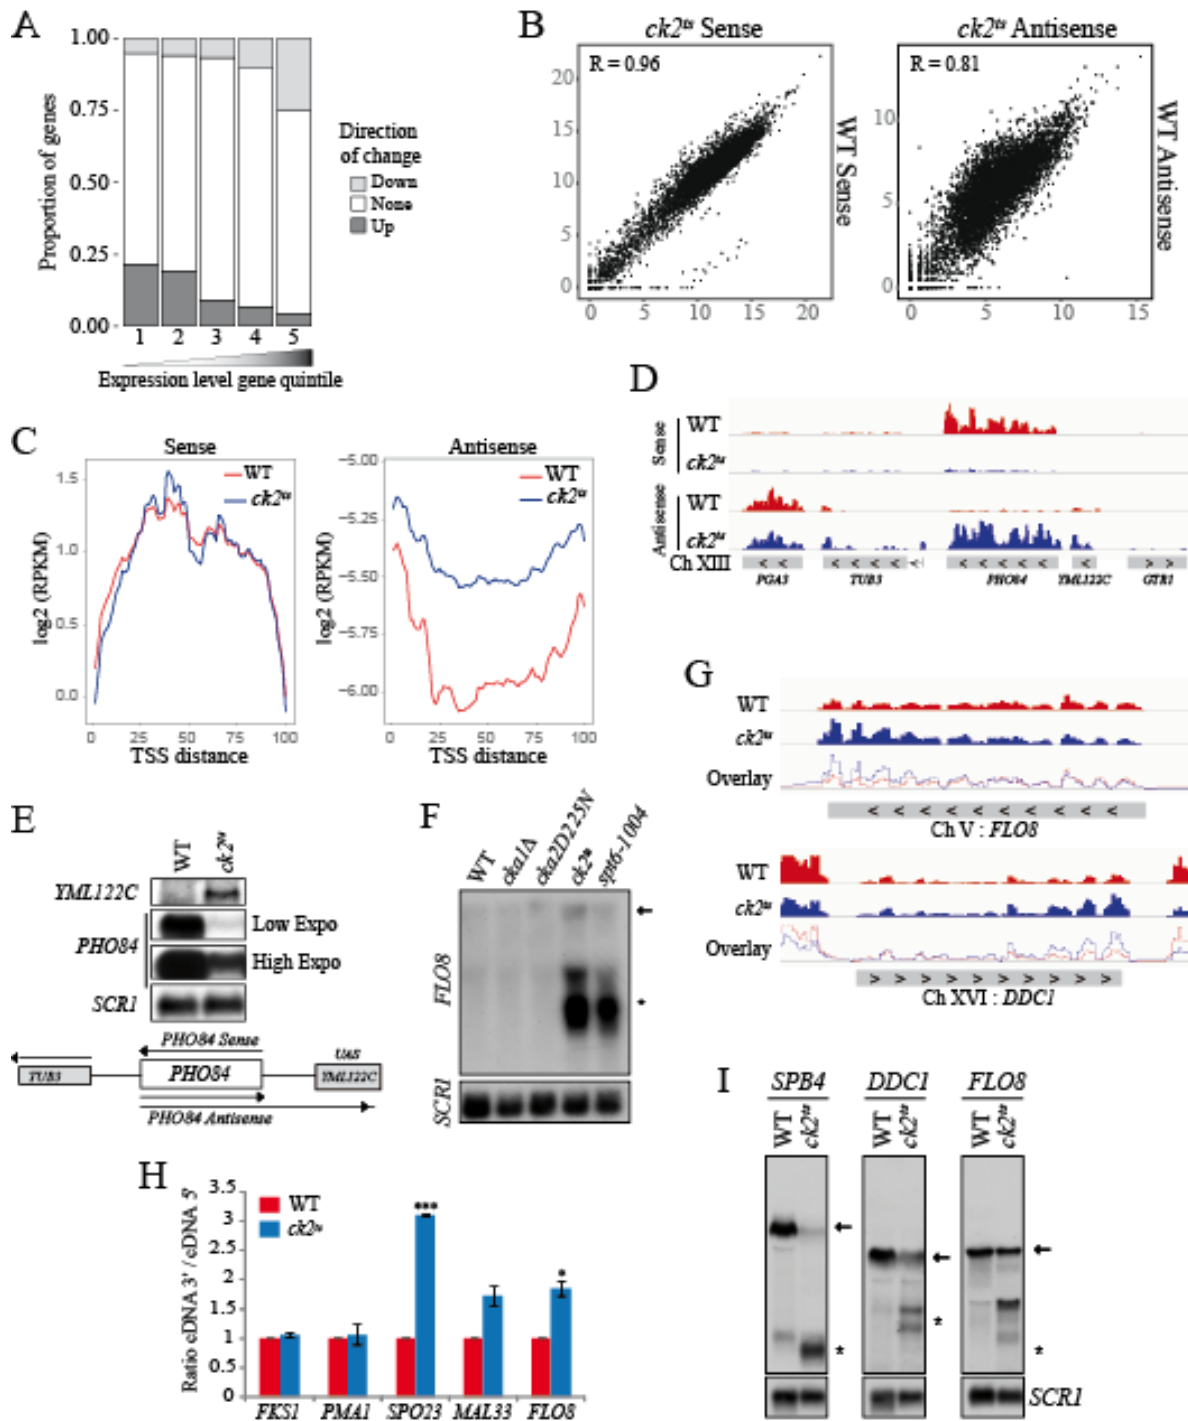 A
1.00
0.75
0.50
0.25
0.00
Proportion of genes
1 2 3 4 5
Expression level gene quintile
Direction of change
Down
None
Up
B
ck2ts Sense
R = 0.96
20
15
10
5
0
0 5 10 15 20
WT Sense
ck2ts Antisense
R = 0.81
10
5
0
0 5 10 15
WT Antisense
C
Sense
WT
ck2ts
1.5
1.0
0.5
0.0
log2 (RPKM)
0 25 50 75 100
TSS distance
Antisense
WT
ck2ts
−5.00
−5.25
−5.50
−5.75
−6.00
log2 (RPKM)
0 25 50 75 100
TSS distance
D
Sense
WT
ck2ts
Antisense
WT
ck2ts
Ch XIII
PGA3 TUB3 PHO84 YML122C GTR1
E
WT ck2ts
YML122C
PHO84
Low Expo
High Expo
SCR1
PHO84 Sense
UAS
TUB3 PHO84 YML122C
PHO84 Antisense
F
WT cka1Δ cka2D225N ck2ts spt6-1004
FLO8
*
SCR1
G
WT
ck2ts
Overlay
Ch V : FLO8
WT
ck2ts
Overlay
Ch XVI : DDC1
H
Ratio cDNA 3' / cDNA 5'
3.5
3
2.5
2
1.5
1
0.5
0
WT
ck2ts
***
*
FKS1 PMA1 SPO23 MAL33 FLO8
I
SPB4 DDC1 FLO8
WT ck2ts WT ck2ts WT ck2ts
* * *
SCR1